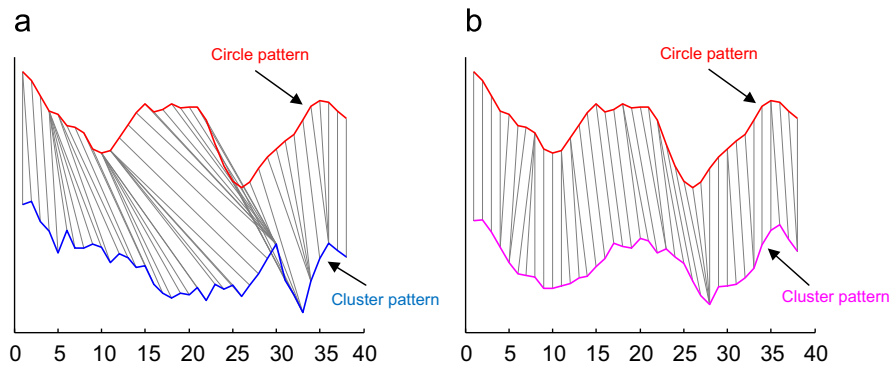 a
Circle pattern
Cluster pattern
0 5 10 15 20 25 30 35 40
b
Circle pattern
Cluster pattern
0 5 10 15 20 25 30 35 40